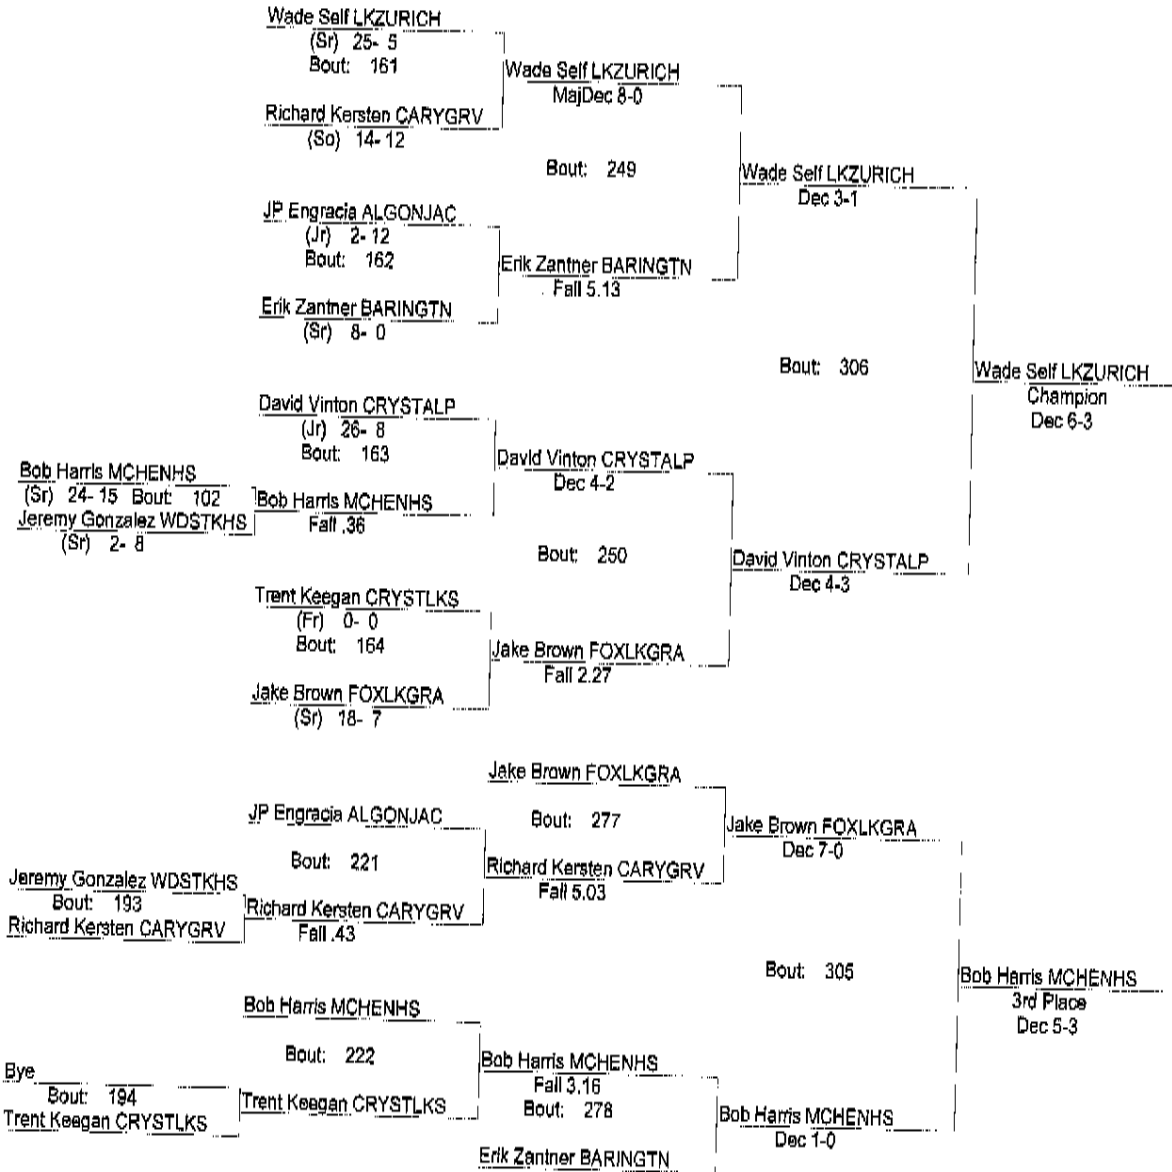 Wade Self LKZURICH
(Sr) 25- 5
Bout: 161
Wade Self LKZURICH
MajDec 8-0
Richard Kersten CARYGRV
(So) 14- 12
Bout: 249
Wade Self LKZURICH
Dec 3-1
JP Engracia ALGONJAC
(Jr) 2- 12
Bout: 162
Erik Zantner BARINGTN
Fall 5.13
Erik Zantner BARINGTN
(Sr) 8- 0
Bout: 306
Wade Self LKZURICH
Champion
Dec 6-3
David Vinton CRYSTALP
(Jr) 26- 8
Bout: 163
David Vinton CRYSTALP
Dec 4-2
Bob Harris MCHENHS
(Sr) 24- 15 Bout: 102
Bob Harris MCHENHS
Fall .36
Jeremy Gonzalez WDSTKHS
(Sr) 2- 8
Bout: 250
David Vinton CRYSTALP
Dec 4-3
Trent Keegan CRYSTLKS
(Fr) 0- 0
Bout: 164
Jake Brown FOXLKGRA
Fall 2.27
Jake Brown FOXLKGRA
(Sr) 18- 7
Jake Brown FOXLKGRA
JP Engracia ALGONJAC
Bout: 277
Jake Brown FOXLKGRA
Dec 7-0
Bout: 221
Richard Kersten CARYGRV
Fall 5.03
Jeremy Gonzalez WDSTKHS
Bout: 193
Richard Kersten CARYGRV
Fall .43
Richard Kersten CARYGRV
Bout: 305
Bob Harris MCHENHS
3rd Place
Dec 5-3
Bob Harris MCHENHS
Bout: 222
Bob Harris MCHENHS
Fall 3.16
Bye
Bout: 194
Trent Keegan CRYSTLKS
Trent Keegan CRYSTLKS
Bout: 278
Bob Harris MCHENHS
Dec 1-0
Erik Zantner BARINGTN